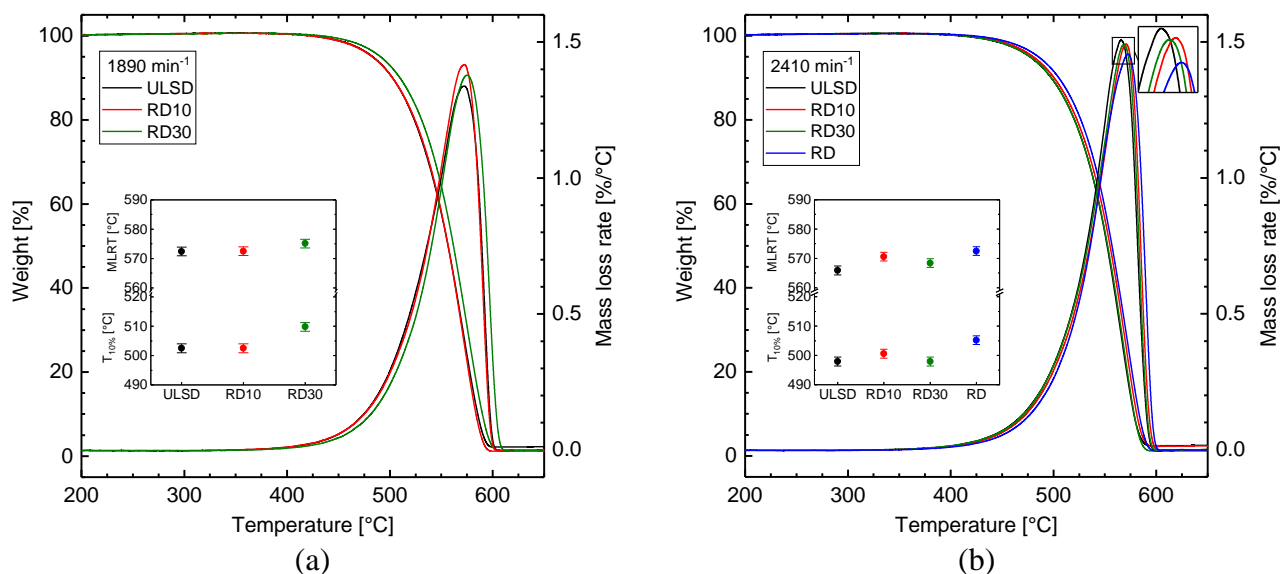 100
80
60
40
20
0
Weight [%]
1890 min-1
ULSD
RD10
RD30
590
580
570
520
520
510
500
490
MLRT [°C]
T10% [°C]
ULSD RD10 RD30
1.5
1.0
0.5
0.0
Mass loss rate [%/°C]
200 300 400 500 600
Temperature [°C]
(a)
100
80
60
40
20
0
Weight [%]
2410 min-1
ULSD
RD10
RD30
RD
590
580
570
560
520
510
500
490
MLRT [°C]
T10% [°C]
ULSD RD10 RD30 RD
1.5
1.0
0.5
0.0
Mass loss rate [%/°C]
200 300 400 500 600
Temperature [°C]
(b)